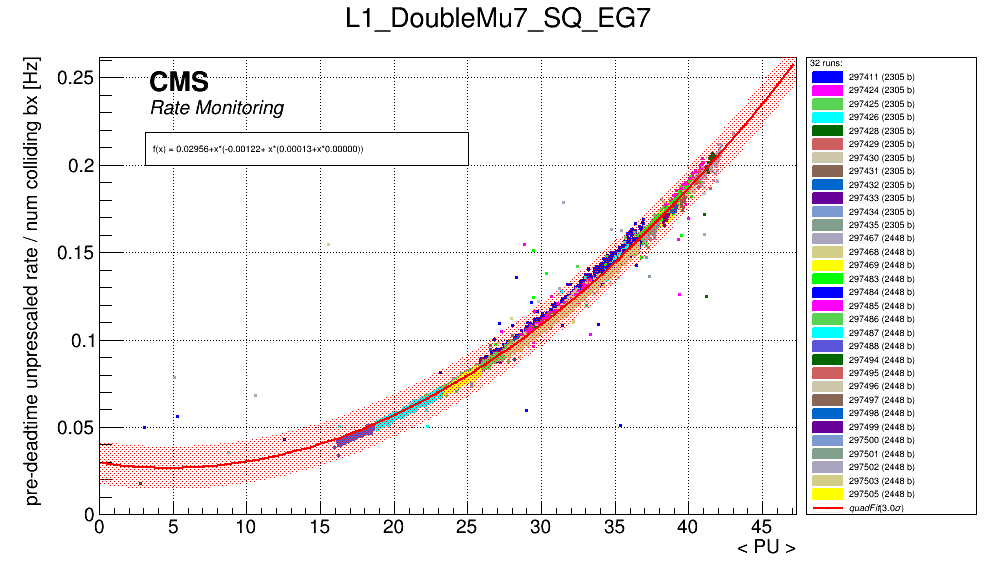 L1_DoubleMu7_SQ_EG7
pre-deadtime unprescaled rate / num colliding bx [Hz]
CMS
Rate Monitoring
f(x) = 0.02956+x*(-0.00122+ x*(0.00013+x*0.00000))
0.25
0.2
0.15
0.1
0.05
0
0 5 10 15 20 25 30 35 40 45
< PU >
32 runs:
297411 (2305 b)
297424 (2305 b)
297425 (2305 b)
297426 (2305 b)
297428 (2305 b)
297429 (2305 b)
297430 (2305 b)
297431 (2305 b)
297432 (2305 b)
297433 (2305 b)
297434 (2305 b)
297435 (2305 b)
297467 (2448 b)
297468 (2448 b)
297469 (2448 b)
297483 (2448 b)
297484 (2448 b)
297485 (2448 b)
297486 (2448 b)
297487 (2448 b)
297488 (2448 b)
297494 (2448 b)
297495 (2448 b)
297496 (2448 b)
297497 (2448 b)
297498 (2448 b)
297499 (2448 b)
297500 (2448 b)
297501 (2448 b)
297502 (2448 b)
297503 (2448 b)
297505 (2448 b)
quadFit(3.0σ)